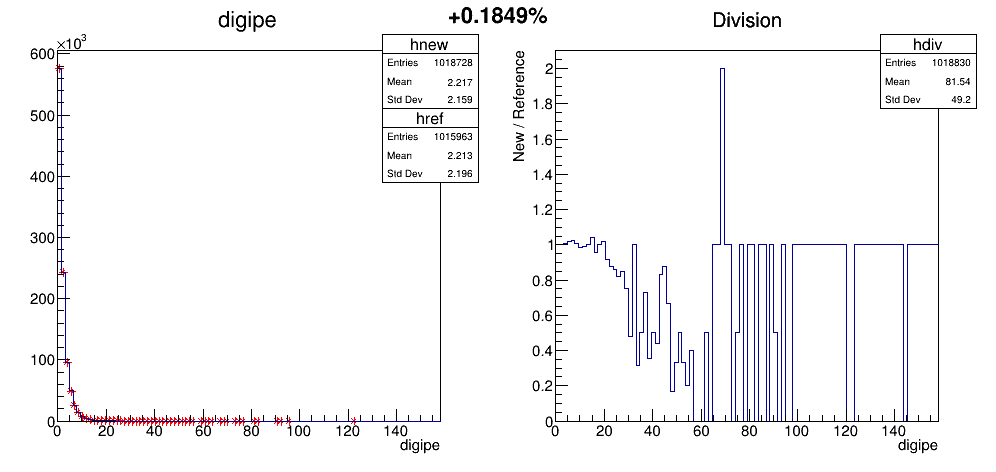 +0.1849%
digipe
×10³
600
500
400
300
200
100
0
0 20 40 60 80 100 120 140
digipe
hnew
Entries 1018728
Mean 2.217
Std Dev 2.159
href
Entries 1015963
Mean 2.213
Std Dev 2.196
Division
New / Reference
2
1.8
1.6
1.4
1.2
1
0.8
0.6
0.4
0.2
0
0 20 40 60 80 100 120 140
digipe
hdiv
Entries 1018830
Mean 81.54
Std Dev 49.2